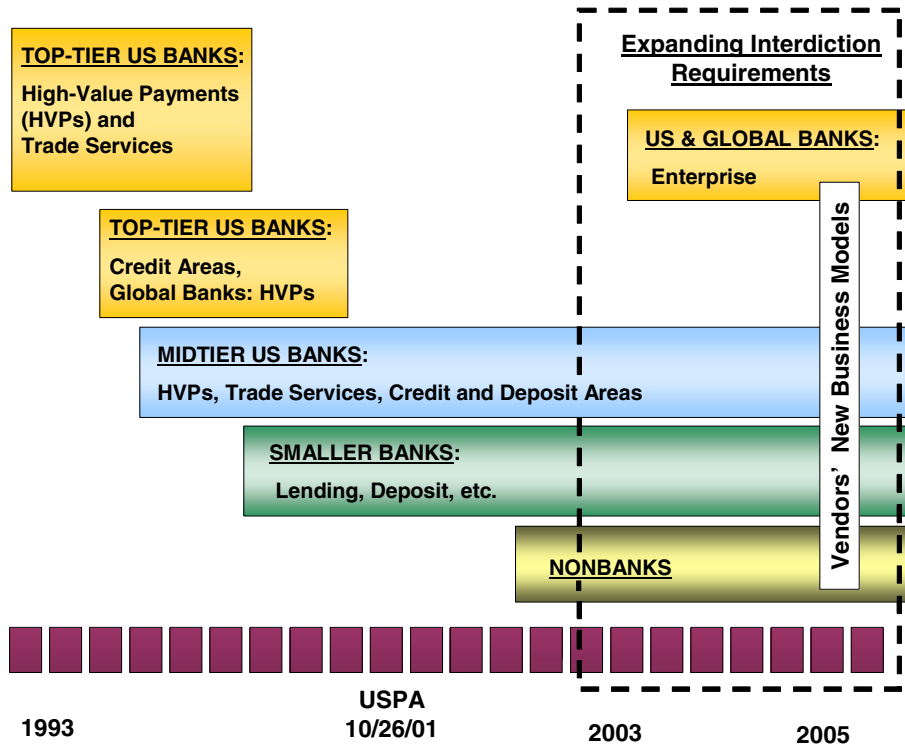 TOP-TIER US BANKS:
High-Value Payments
(HVPs) and
Trade Services
Expanding Interdiction
Requirements
US & GLOBAL BANKS:
Enterprise
TOP-TIER US BANKS:
Credit Areas,
Global Banks: HVPs
MIDTIER US BANKS:
HVPs, Trade Services, Credit and Deposit Areas
SMALLER BANKS:
Lending, Deposit, etc.
NONBANKS
Vendors’ New Business Models
1993
USPA
10/26/01
2003
2005